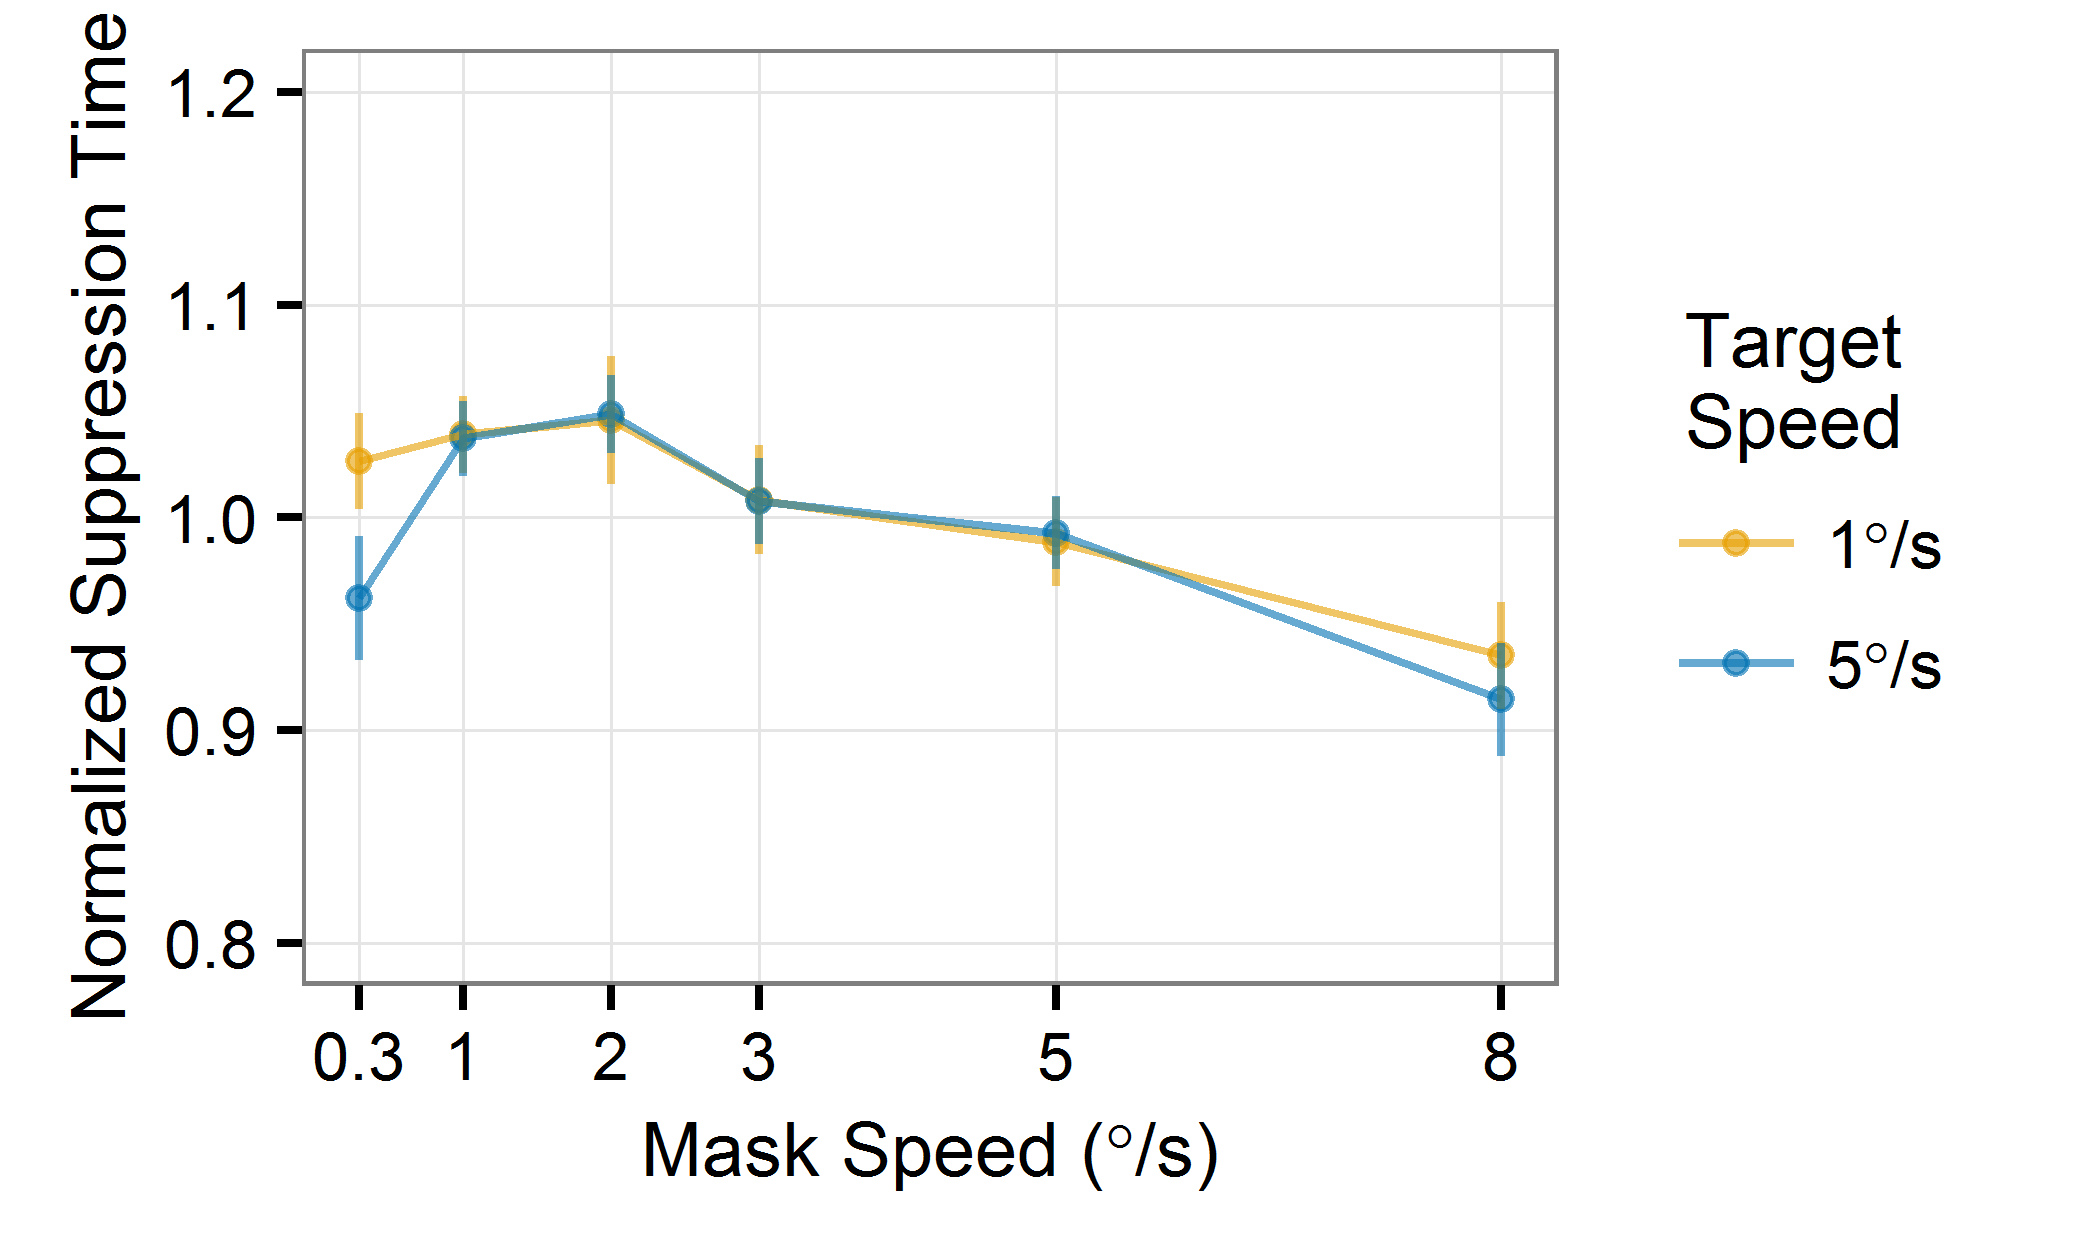 Normalized Suppression Time
1.2
1.1
1.0
0.9
0.8
0.3 1 2 3 5 8
Mask Speed (°/s)
Target
Speed
1°/s
5°/s